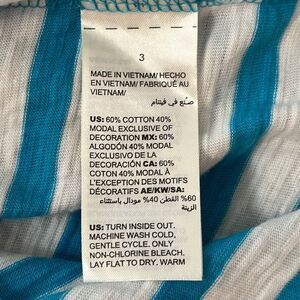 3
MADE IN VIETNAM/ HECHO
EN VIETNAM/ FABRIQUÉ AU
VIETNAM/
صنع في فيتنام
US: 60% COTTON 40%
MODAL EXCLUSIVE OF
DECORATION MX: 60%
ALGODÓN 40% MODAL
EXCLUSIVO DE LA
DECORACIÓN CA: 60%
COTON 40% MODAL À
L'EXCEPTION DES MOTIFS
DÉCORATIFS AE/KW/SA:
60% القطن 40% مودال باستثناء
الزينة
US: TURN INSIDE OUT.
MACHINE WASH COLD,
GENTLE CYCLE. ONLY
NON-CHLORINE BLEACH.
LAY FLAT TO DRY. WARM